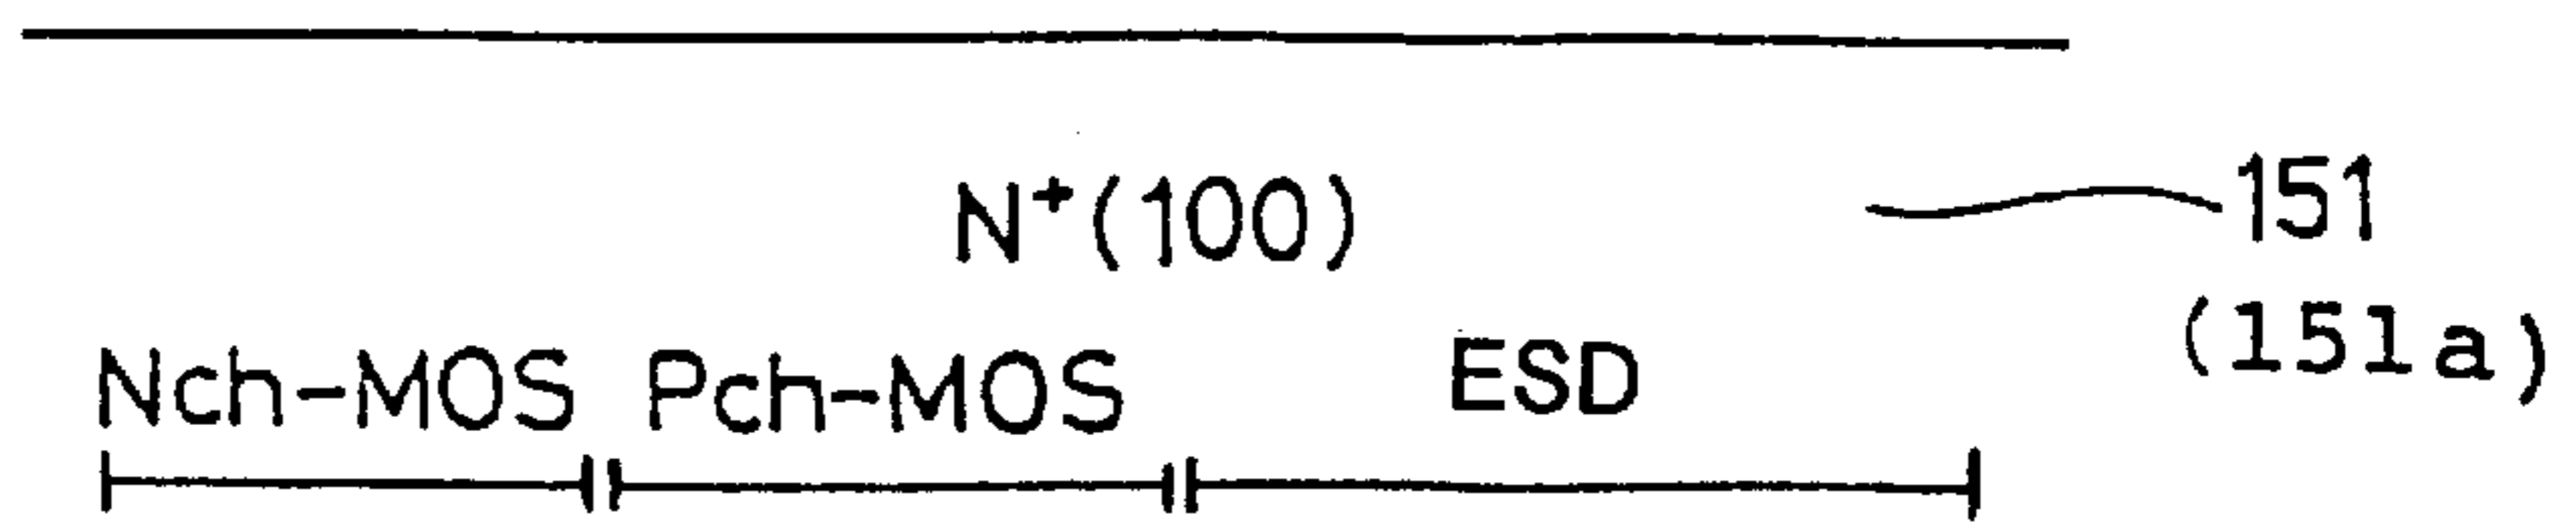 N⁺(100) 151
(151a)
Nch-MOS Pch-MOS ESD